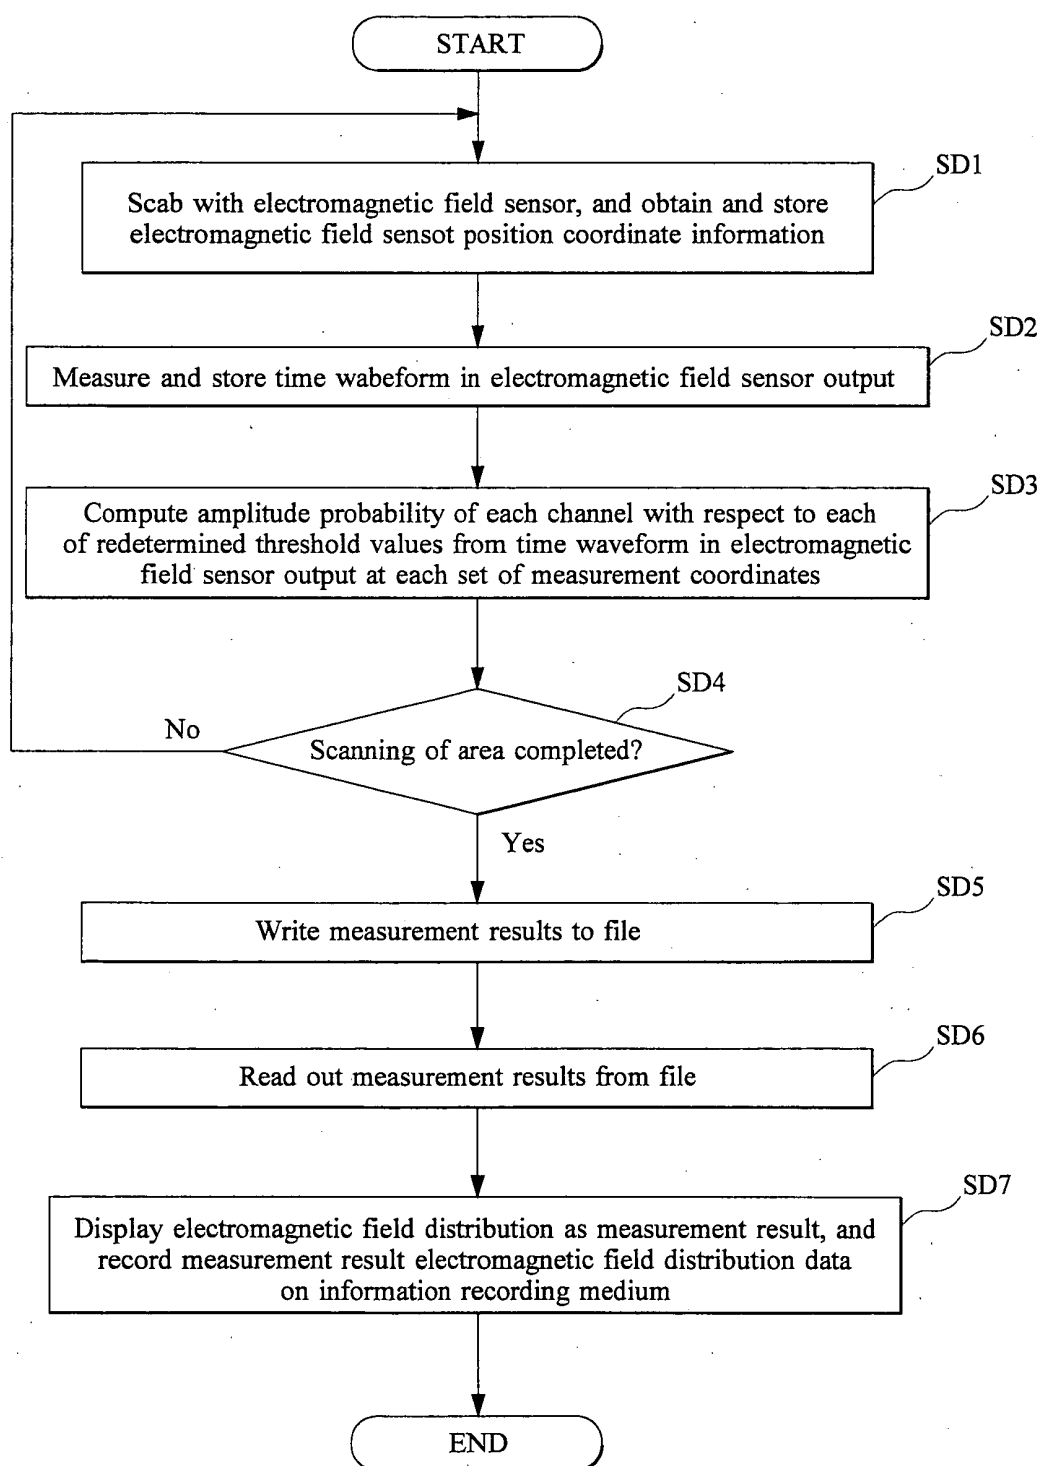 START
SD1
Scab with electromagnetic field sensor, and obtain and store
electromagnetic field sensot position coordinate information
SD2
Measure and store time wabeform in electromagnetic field sensor output
SD3
Compute amplitude probability of each channel with respect to each
of redetermined threshold values from time waveform in electromagnetic
field sensor output at each set of measurement coordinates
SD4
No
Scanning of area completed?
Yes
SD5
Write measurement results to file
SD6
Read out measurement results from file
SD7
Display electromagnetic field distribution as measurement result, and
record measurement result electromagnetic field distribution data
on information recording medium
END